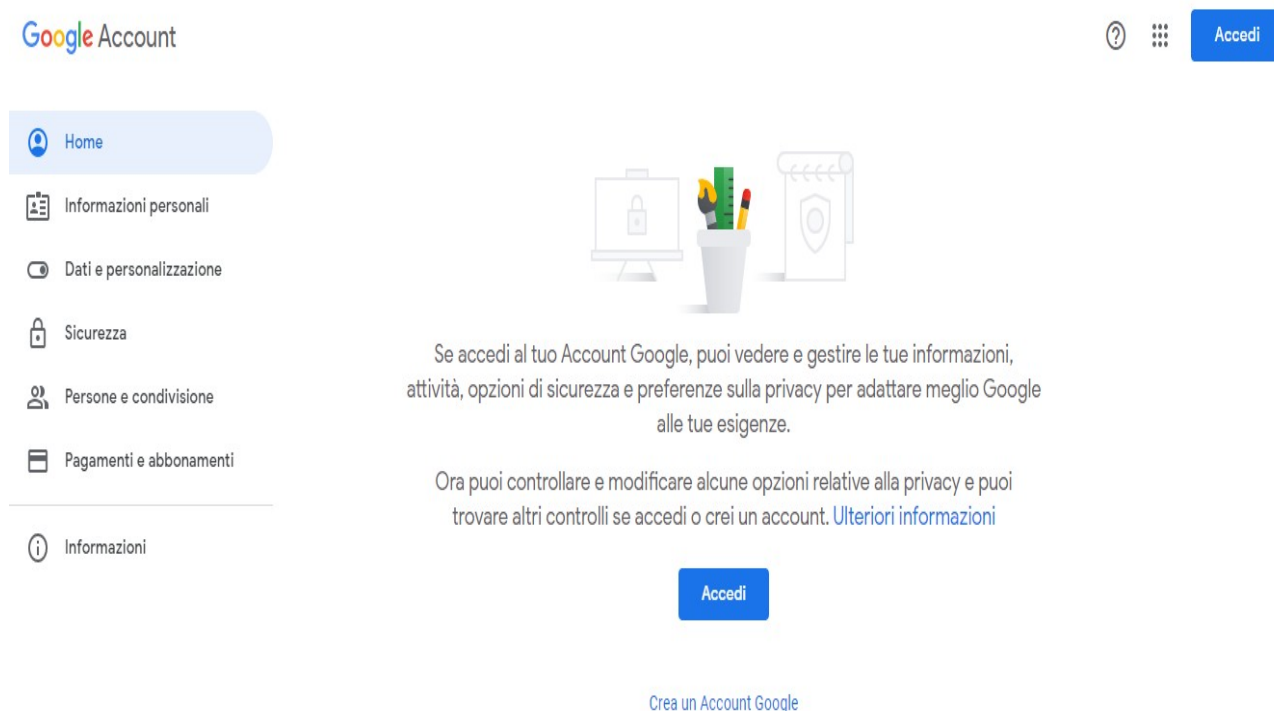 Google Account
Accedi
Home
Informazioni personali
Dati e personalizzazione
Sicurezza
Persone e condivisione
Pagamenti e abbonamenti
Informazioni
Se accedi al tuo Account Google, puoi vedere e gestire le tue informazioni,
attività, opzioni di sicurezza e preferenze sulla privacy per adattare meglio Google
alle tue esigenze.
Ora puoi controllare e modificare alcune opzioni relative alla privacy e puoi
trovare altri controlli se accedi o crei un account. Ulteriori informazioni
Accedi
Crea un Account Google